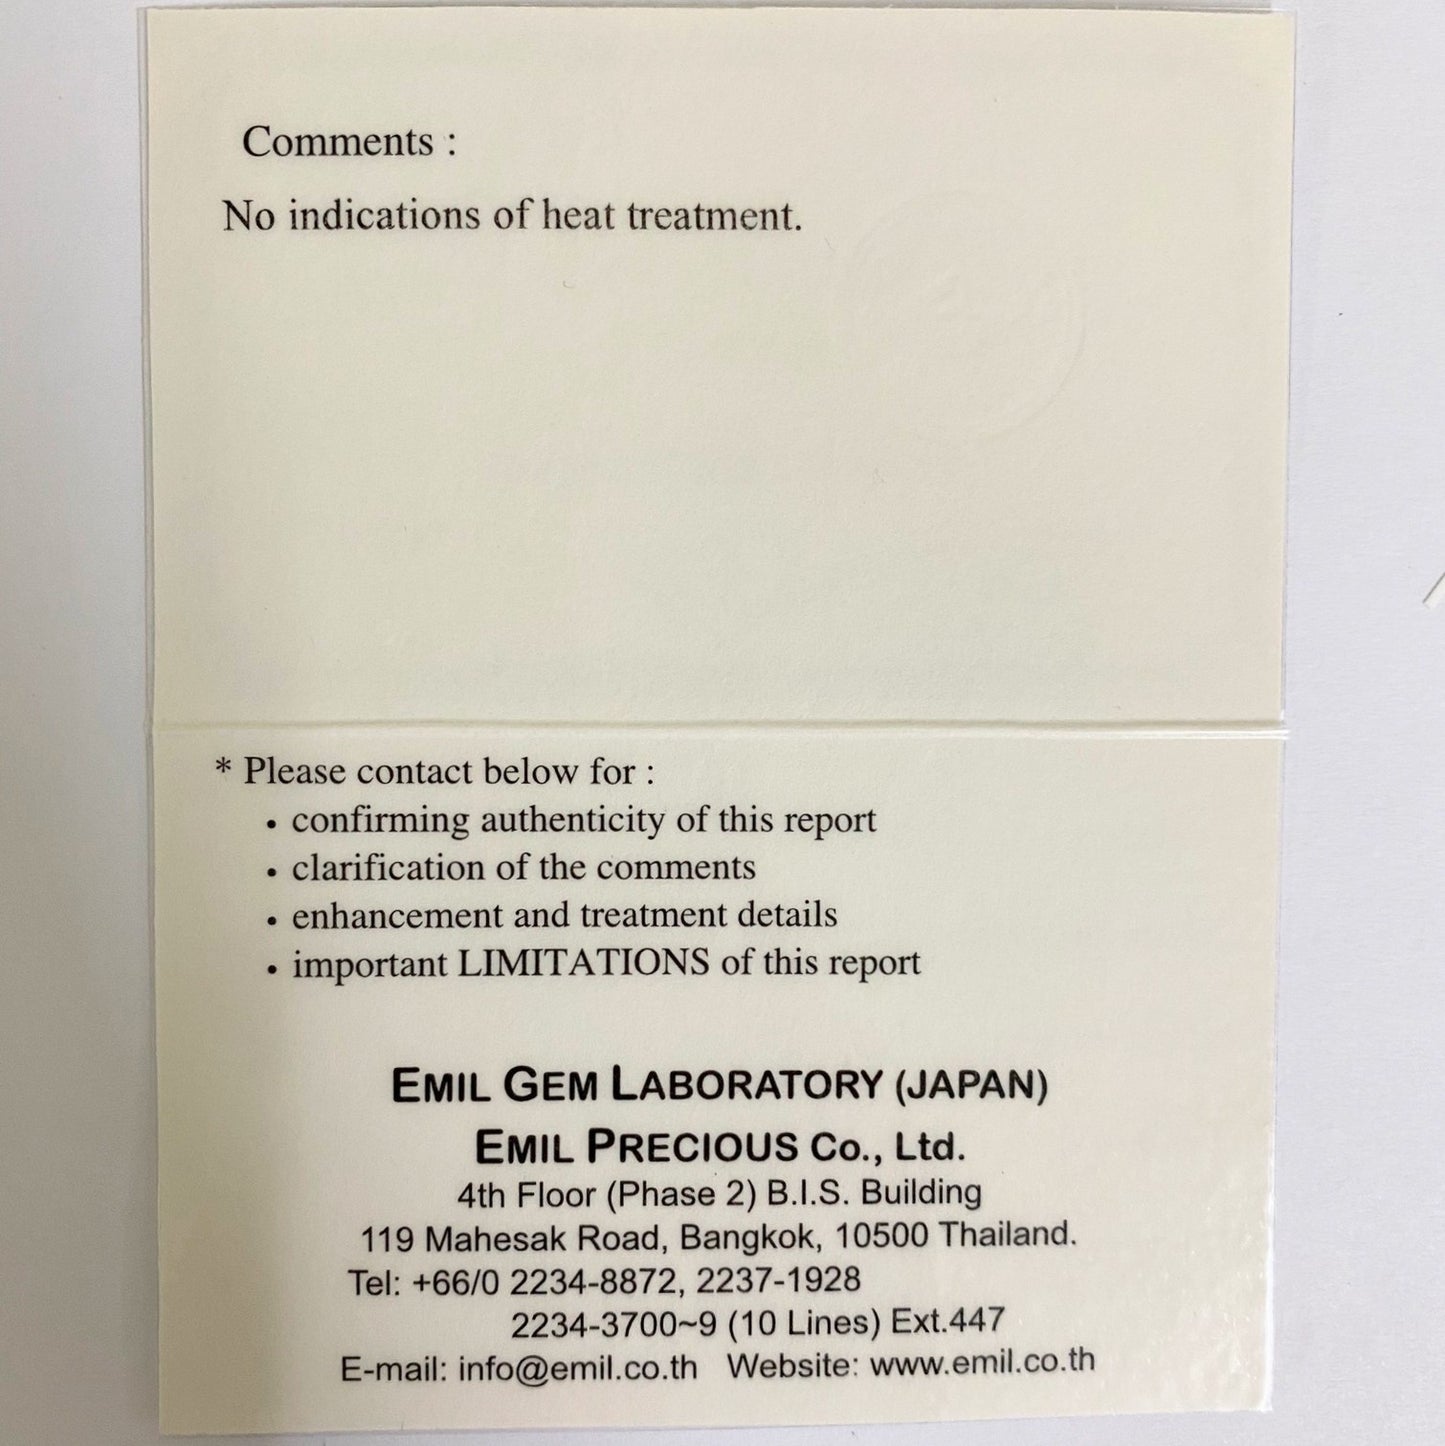 Comments :
No indications of heat treatment.
* Please contact below for :
• confirming authenticity of this report
• clarification of the comments
• enhancement and treatment details
• important LIMITATIONS of this report
EMIL GEM LABORATORY (JAPAN)
EMIL PRECIOUS Co., Ltd.
4th Floor (Phase 2) B.I.S. Building
119 Mahesak Road, Bangkok, 10500 Thailand.
Tel: +66/0 2234-8872, 2237-1928
2234-3700~9 (10 Lines) Ext.447
E-mail: info@emil.co.th Website: www.emil.co.th